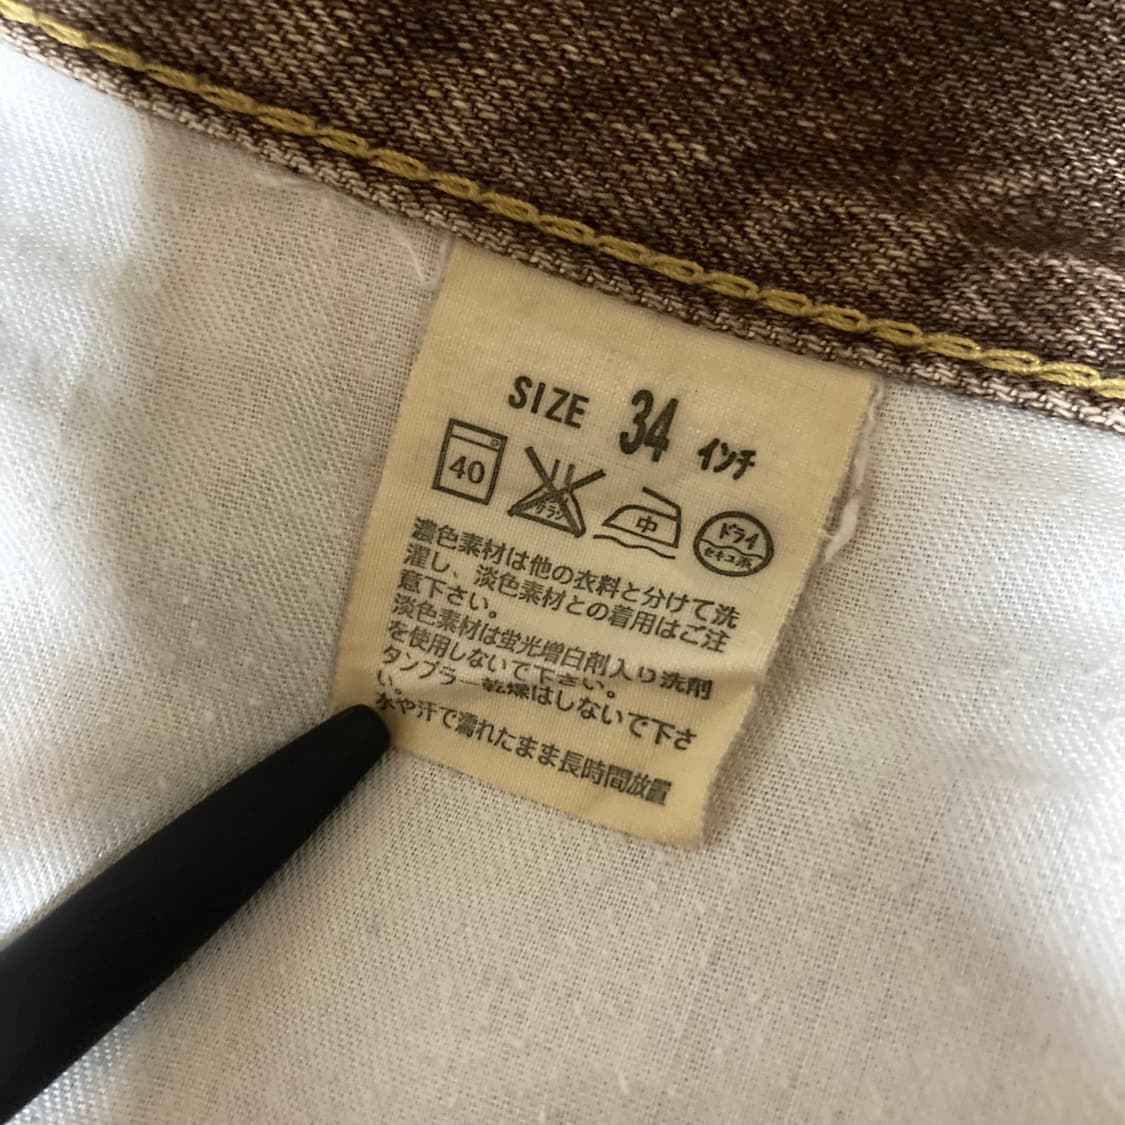 SIZE 34 インチ
40 エンソサラシ 中 ドライ セキユ系
濃色素材は他の衣料と分けて洗
濯し、淡色素材との着用はご注
意下さい。
淡色素材は蛍光増白剤入り洗剤
を使用しないで下さい。
タンブラー乾燥はしないで下さ
い。
水や汗で濡れたまま長時間放置